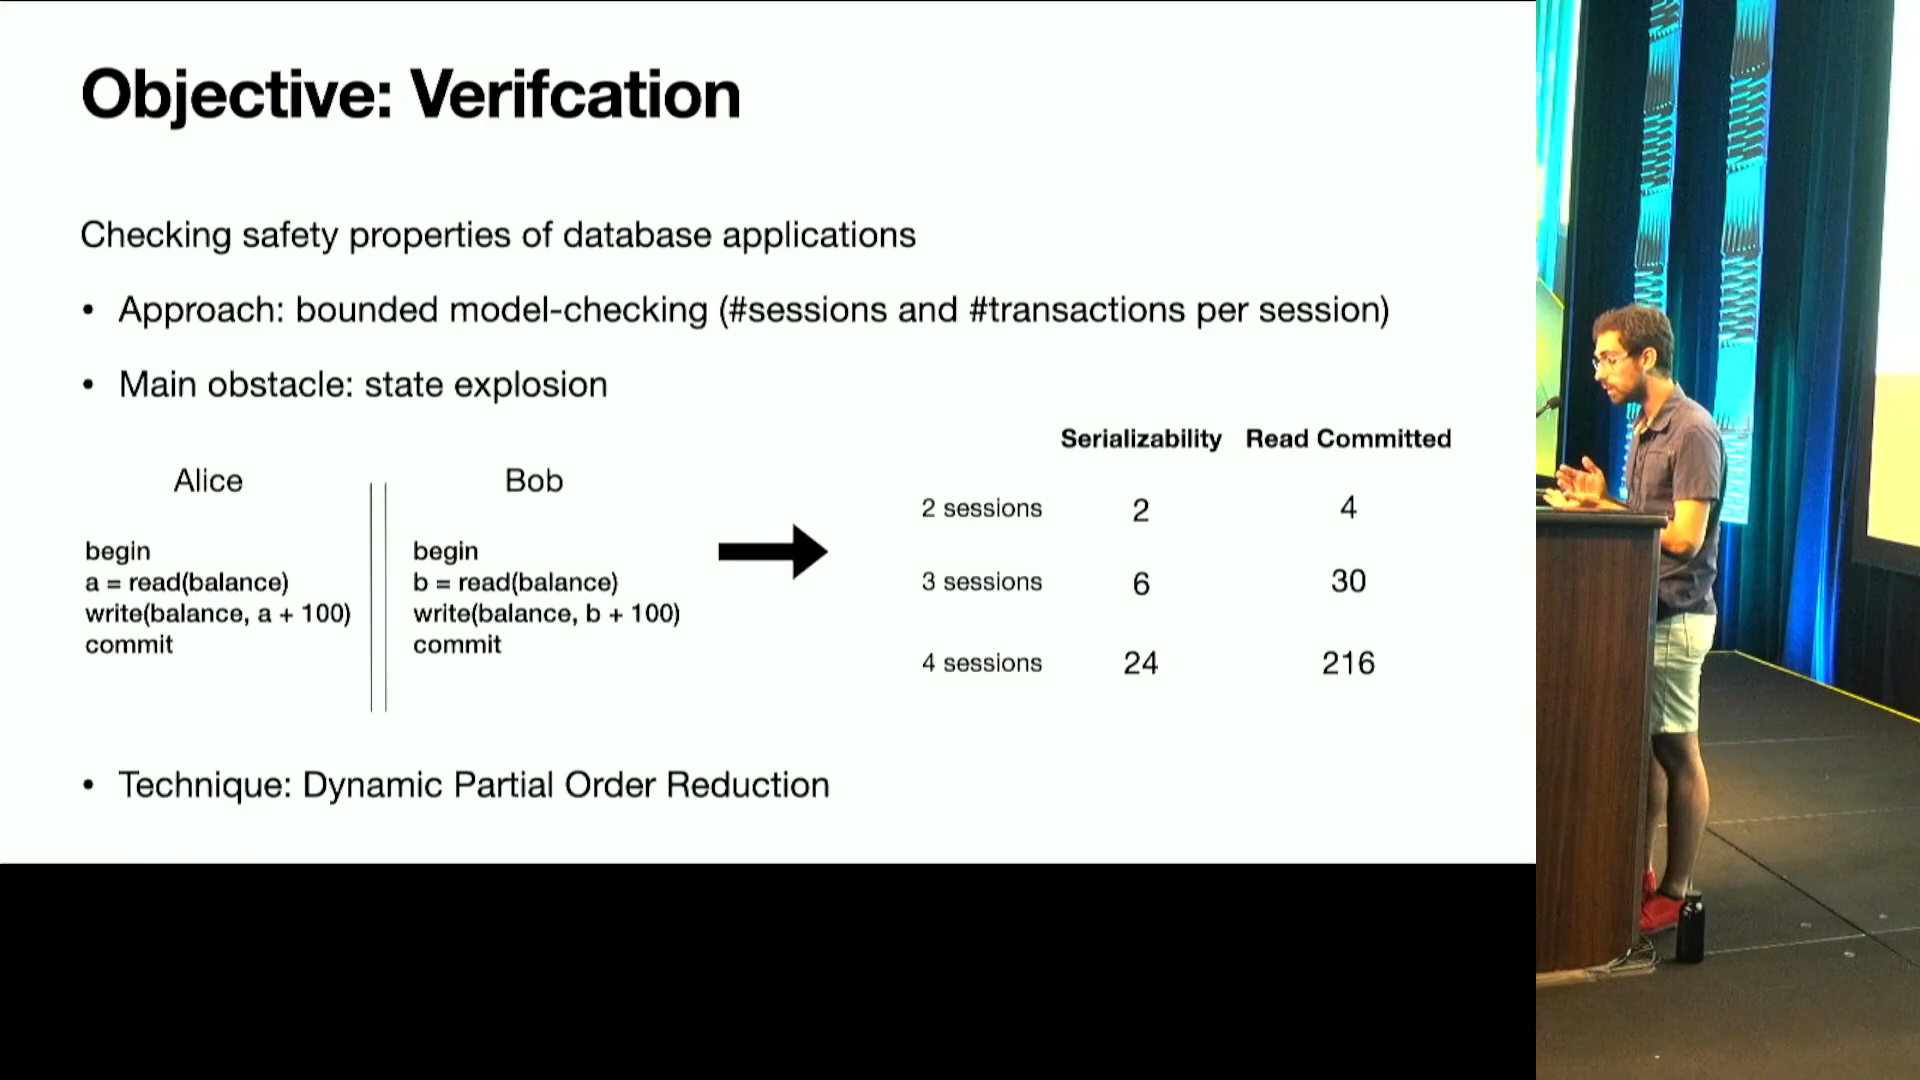 Objective: Verifcation
Checking safety properties of database applications
• Approach: bounded model-checking (#sessions and #transactions per session)
• Main obstacle: state explosion
Alice
begin
a = read(balance)
write(balance, a + 100)
commit
Bob
begin
b = read(balance)
write(balance, b + 100)
commit
Serializability Read Committed
2 sessions 2 4
3 sessions 6 30
4 sessions 24 216
• Technique: Dynamic Partial Order Reduction